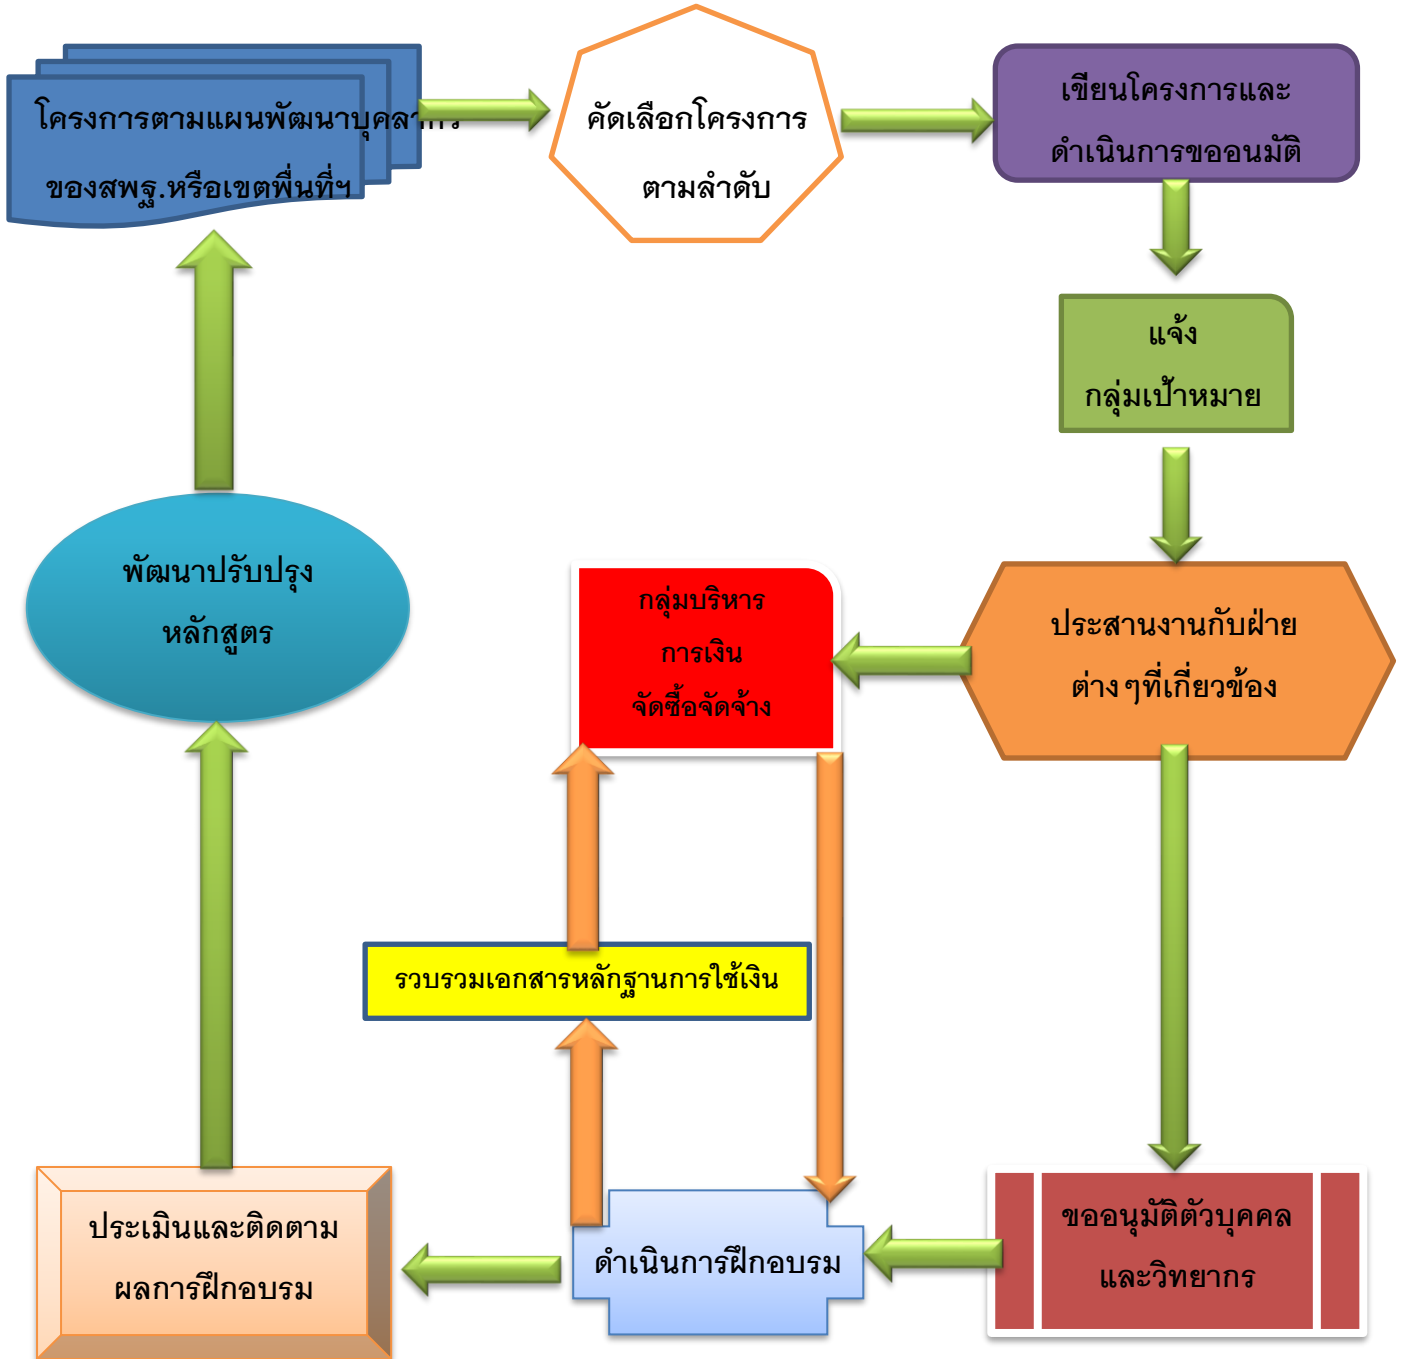 โครงการตามแผนพัฒนาบุคลากร
ของสพฐ.หรือเขตพื่นที่ฯ
คัดเลือกโครงการ
ตามลำดับ
เขียนโครงการและ
ดำเนินการขออนมัติ
แจ้ง
กลุ่มเป้าหมาย
ประสานงานกับฝ่าย
ต่างๆที่เกี่ยวข้อง
กลุ่มบริหาร
การเงิน
จัดซื้อจัดจ้าง
พัฒนาปรับปรุง
หลักสูตร
รวบรวมเอกสารหลักฐานการใช้เงิน
ประเมินและติดตาม
ผลการฝึกอบรม
ดำเนินการฝึกอบรม
ขออนุมัติตัวบุคคล
และวิทยากร